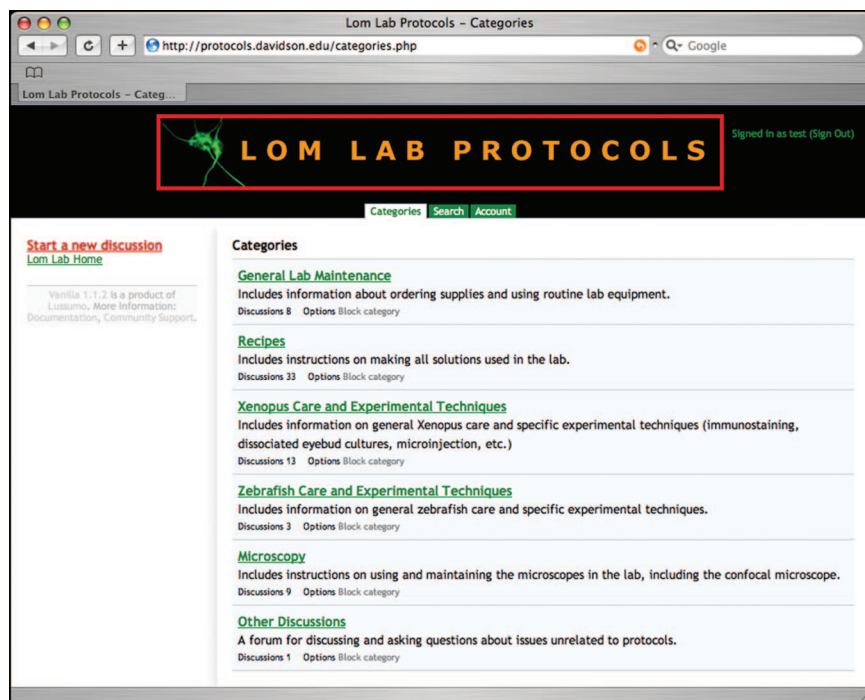 Lom Lab Protocols – Categories
http://protocols.davidson.edu/categories.php
Google
Lom Lab Protocols – Categ...
LOM LAB PROTOCOLS
Signed in as test (Sign Out)
Categories Search Account
Start a new discussion
Lom Lab Home
Vanilla 1.1.2 is a product of
Lussumo. More Information:
Documentation, Community Support.
Categories
General Lab Maintenance
Includes information about ordering supplies and using routine lab equipment.
Discussions 8 Options Block category
Recipes
Includes instructions on making all solutions used in the lab.
Discussions 33 Options Block category
Xenopus Care and Experimental Techniques
Includes information on general Xenopus care and specific experimental techniques (immunostaining,
dissociated eyebud cultures, microinjection, etc.)
Discussions 13 Options Block category
Zebrafish Care and Experimental Techniques
Includes information on general zebrafish care and specific experimental techniques.
Discussions 3 Options Block category
Microscopy
Includes instructions on using and maintaining the microscopes in the lab, including the confocal microscope.
Discussions 9 Options Block category
Other Discussions
A forum for discussing and asking questions about issues unrelated to protocols.
Discussions 1 Options Block category